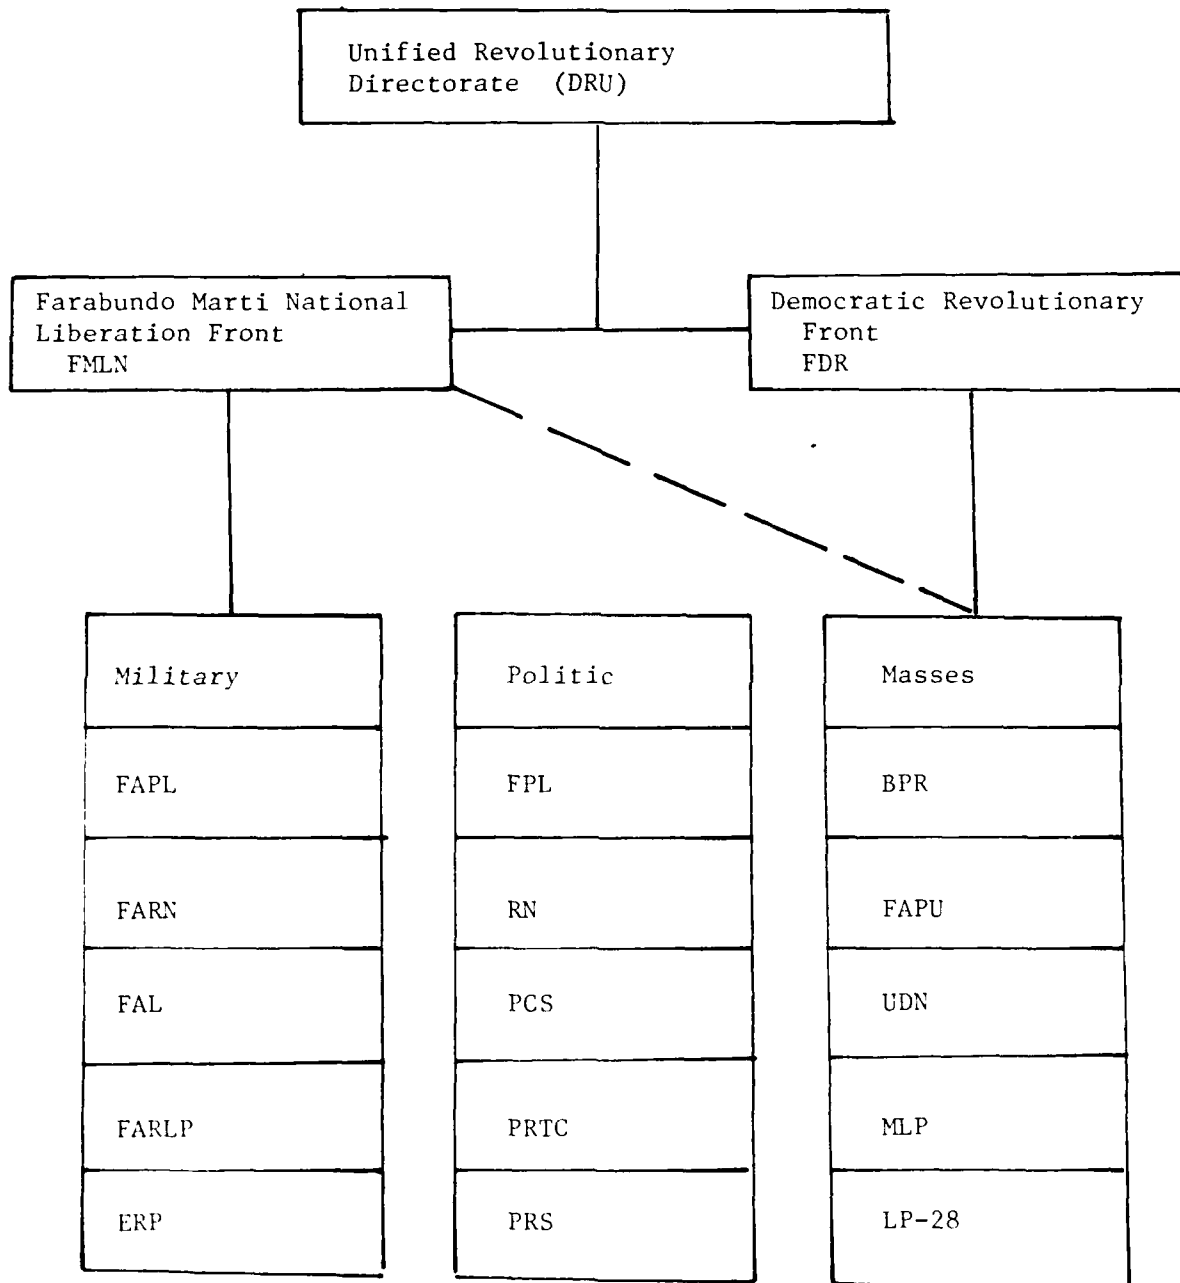 Unified Revolutionary
Directorate (DRU)
Farabundo Marti National
Liberation Front
FMLN
Democratic Revolutionary
Front
FDR
Military
FAPL
FARN
FAL
FARLP
ERP
Politic
FPL
RN
PCS
PRTC
PRS
Masses
BPR
FAPU
UDN
MLP
LP-28